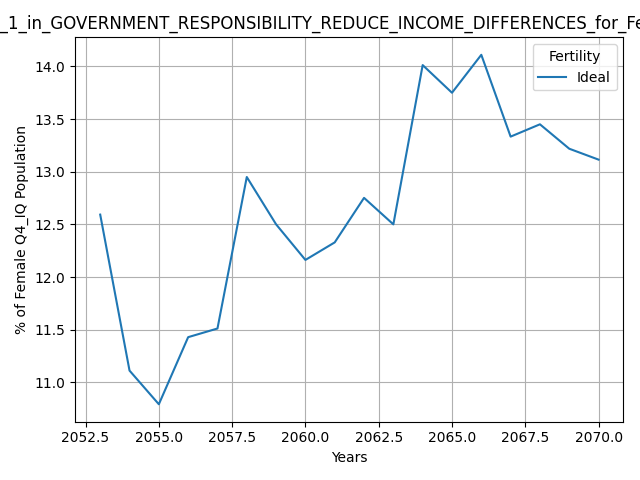 _1_in_GOVERNMENT_RESPONSIBILITY_REDUCE_INCOME_DIFFERENCES_for_Fe
Fertility
Ideal
14.0
13.5
13.0
12.5
12.0
11.5
11.0
% of Female Q4_IQ Population
2052.5 2055.0 2057.5 2060.0 2062.5 2065.0 2067.5 2070.0
Years